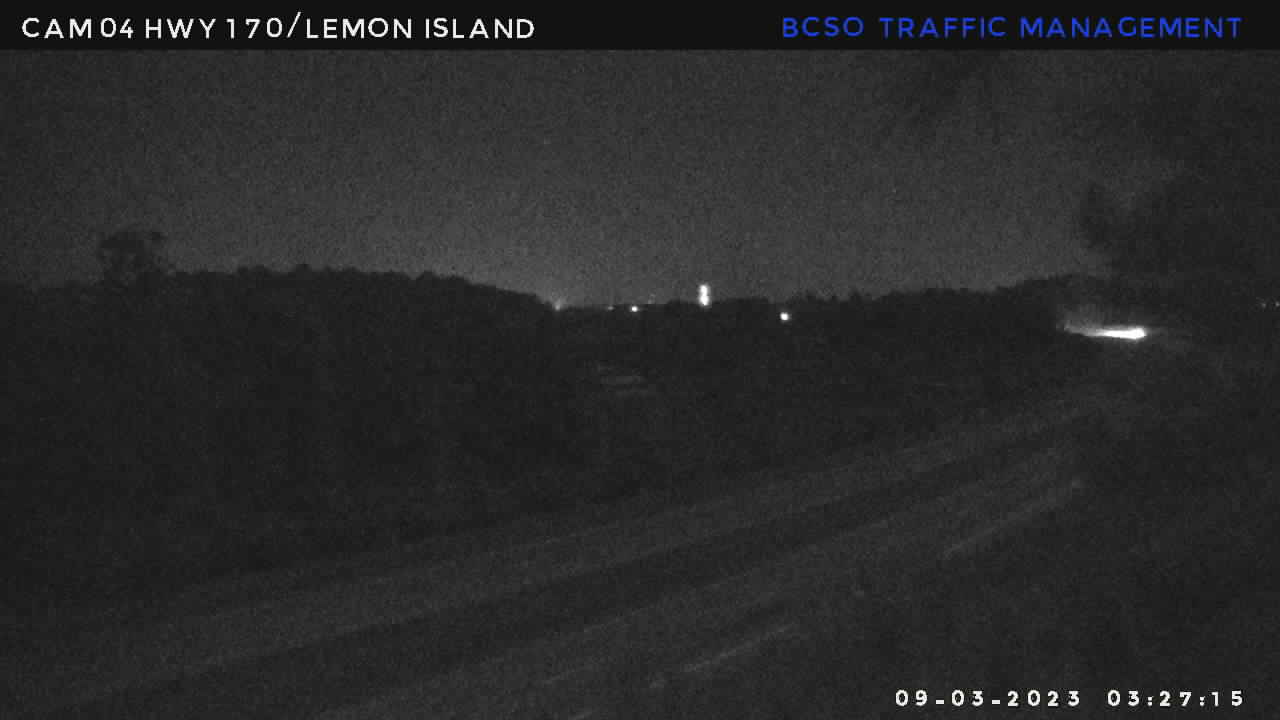 CAM 04 HWY 170/LEMON ISLAND
BCSO TRAFFIC MANAGEMENT
09-03-2023 03:27:15